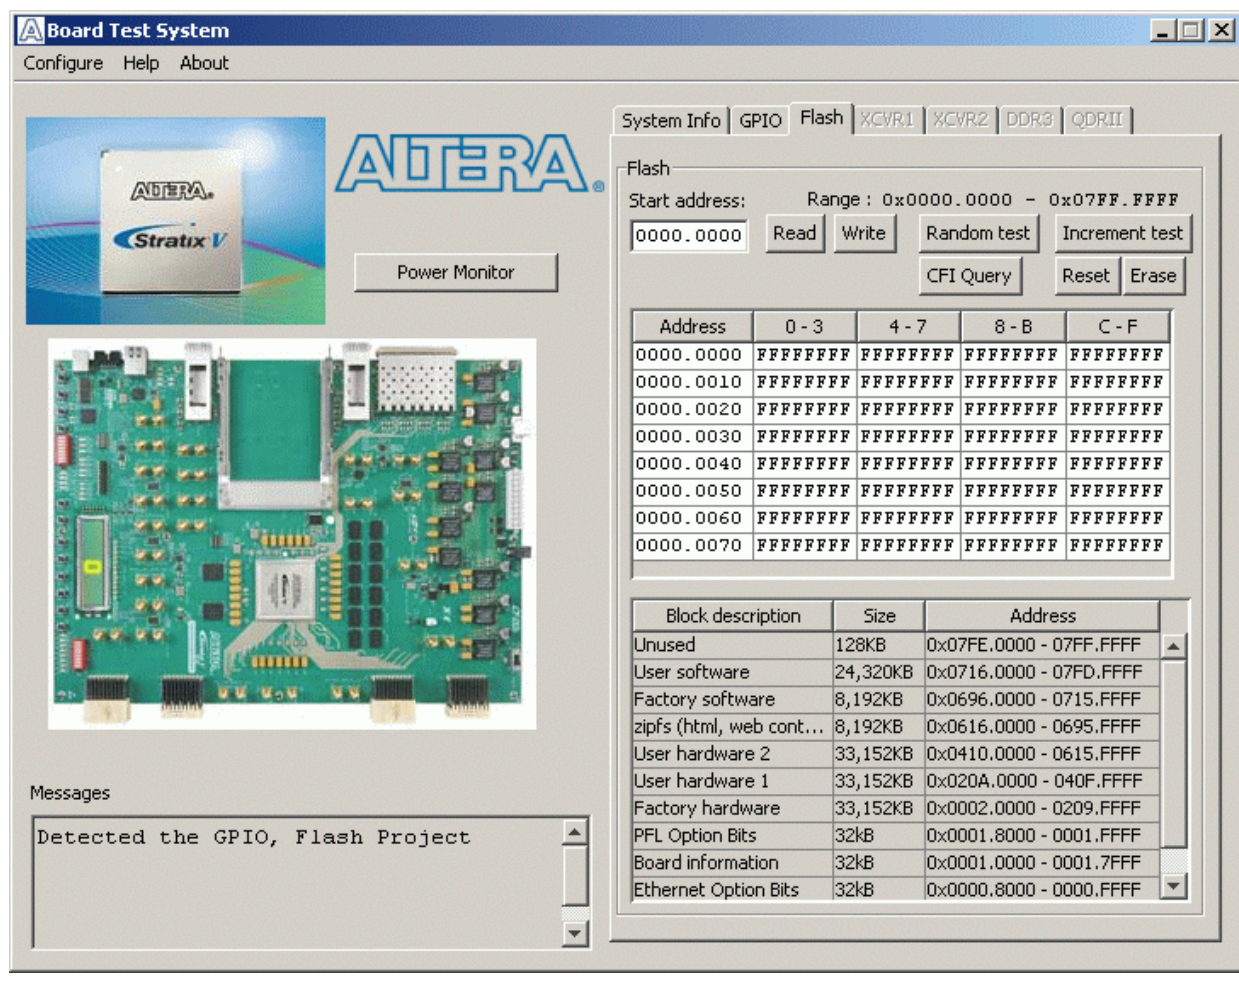 Board Test System
Configure Help About
ALTERA®
Stratix V
ALTERA®
Power Monitor
0
Messages
Detected the GPIO, Flash Project
System Info GPIO Flash XCVR1 XCVR2 DDR3 QDRII
Flash
Start address: Range : 0x0000.0000 - 0x07FF.FFFF
0000.0000 Read Write Random test Increment test
CFI Query Reset Erase
Address 0 - 3 4 - 7 8 - B C - F
0000.0000 FFFFFFFF FFFFFFFF FFFFFFFF FFFFFFFF
0000.0010 FFFFFFFF FFFFFFFF FFFFFFFF FFFFFFFF
0000.0020 FFFFFFFF FFFFFFFF FFFFFFFF FFFFFFFF
0000.0030 FFFFFFFF FFFFFFFF FFFFFFFF FFFFFFFF
0000.0040 FFFFFFFF FFFFFFFF FFFFFFFF FFFFFFFF
0000.0050 FFFFFFFF FFFFFFFF FFFFFFFF FFFFFFFF
0000.0060 FFFFFFFF FFFFFFFF FFFFFFFF FFFFFFFF
0000.0070 FFFFFFFF FFFFFFFF FFFFFFFF FFFFFFFF
Block description Size Address
Unused 128KB 0x07FE.0000 - 07FF.FFFF
User software 24,320KB 0x0716.0000 - 07FD.FFFF
Factory software 8,192KB 0x0696.0000 - 0715.FFFF
zipfs (html, web cont... 8,192KB 0x0616.0000 - 0695.FFFF
User hardware 2 33,152KB 0x0410.0000 - 0615.FFFF
User hardware 1 33,152KB 0x020A.0000 - 040F.FFFF
Factory hardware 33,152KB 0x0002.0000 - 0209.FFFF
PFL Option Bits 32kB 0x0001.8000 - 0001.FFFF
Board information 32kB 0x0001.0000 - 0001.7FFF
Ethernet Option Bits 32kB 0x0000.8000 - 0000.FFFF